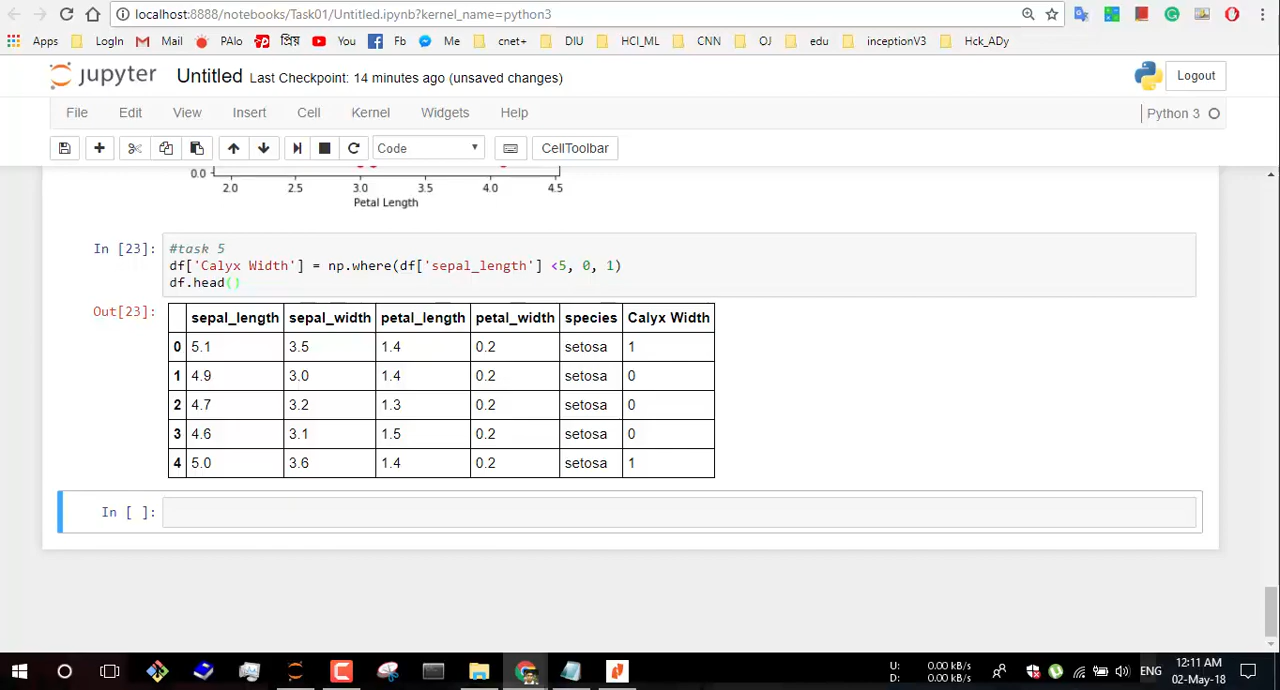 localhost:8888/notebooks/Task01/Untitled.ipynb?kernel_name=python3
Apps LogIn Mail PAlo প্রিয় You Fb Me cnet+ DIU HCI_ML CNN OJ edu inceptionV3 Hck_ADy
jupyter Untitled Last Checkpoint: 14 minutes ago (unsaved changes) Logout
File Edit View Insert Cell Kernel Widgets Help Python 3
Code CellToolbar
0.0
2.0 2.5 3.0 3.5 4.0 4.5
Petal Length
In [23]: #task 5
df['Calyx Width'] = np.where(df['sepal_length'] <5, 0, 1)
df.head()
Out[23]:
sepal_length sepal_width petal_length petal_width species Calyx Width
0 5.1 3.5 1.4 0.2 setosa 1
1 4.9 3.0 1.4 0.2 setosa 0
2 4.7 3.2 1.3 0.2 setosa 0
3 4.6 3.1 1.5 0.2 setosa 0
4 5.0 3.6 1.4 0.2 setosa 1
In [ ]:
U: 0.00 kB/s
D: 0.00 kB/s
ENG
12:11 AM
02-May-18